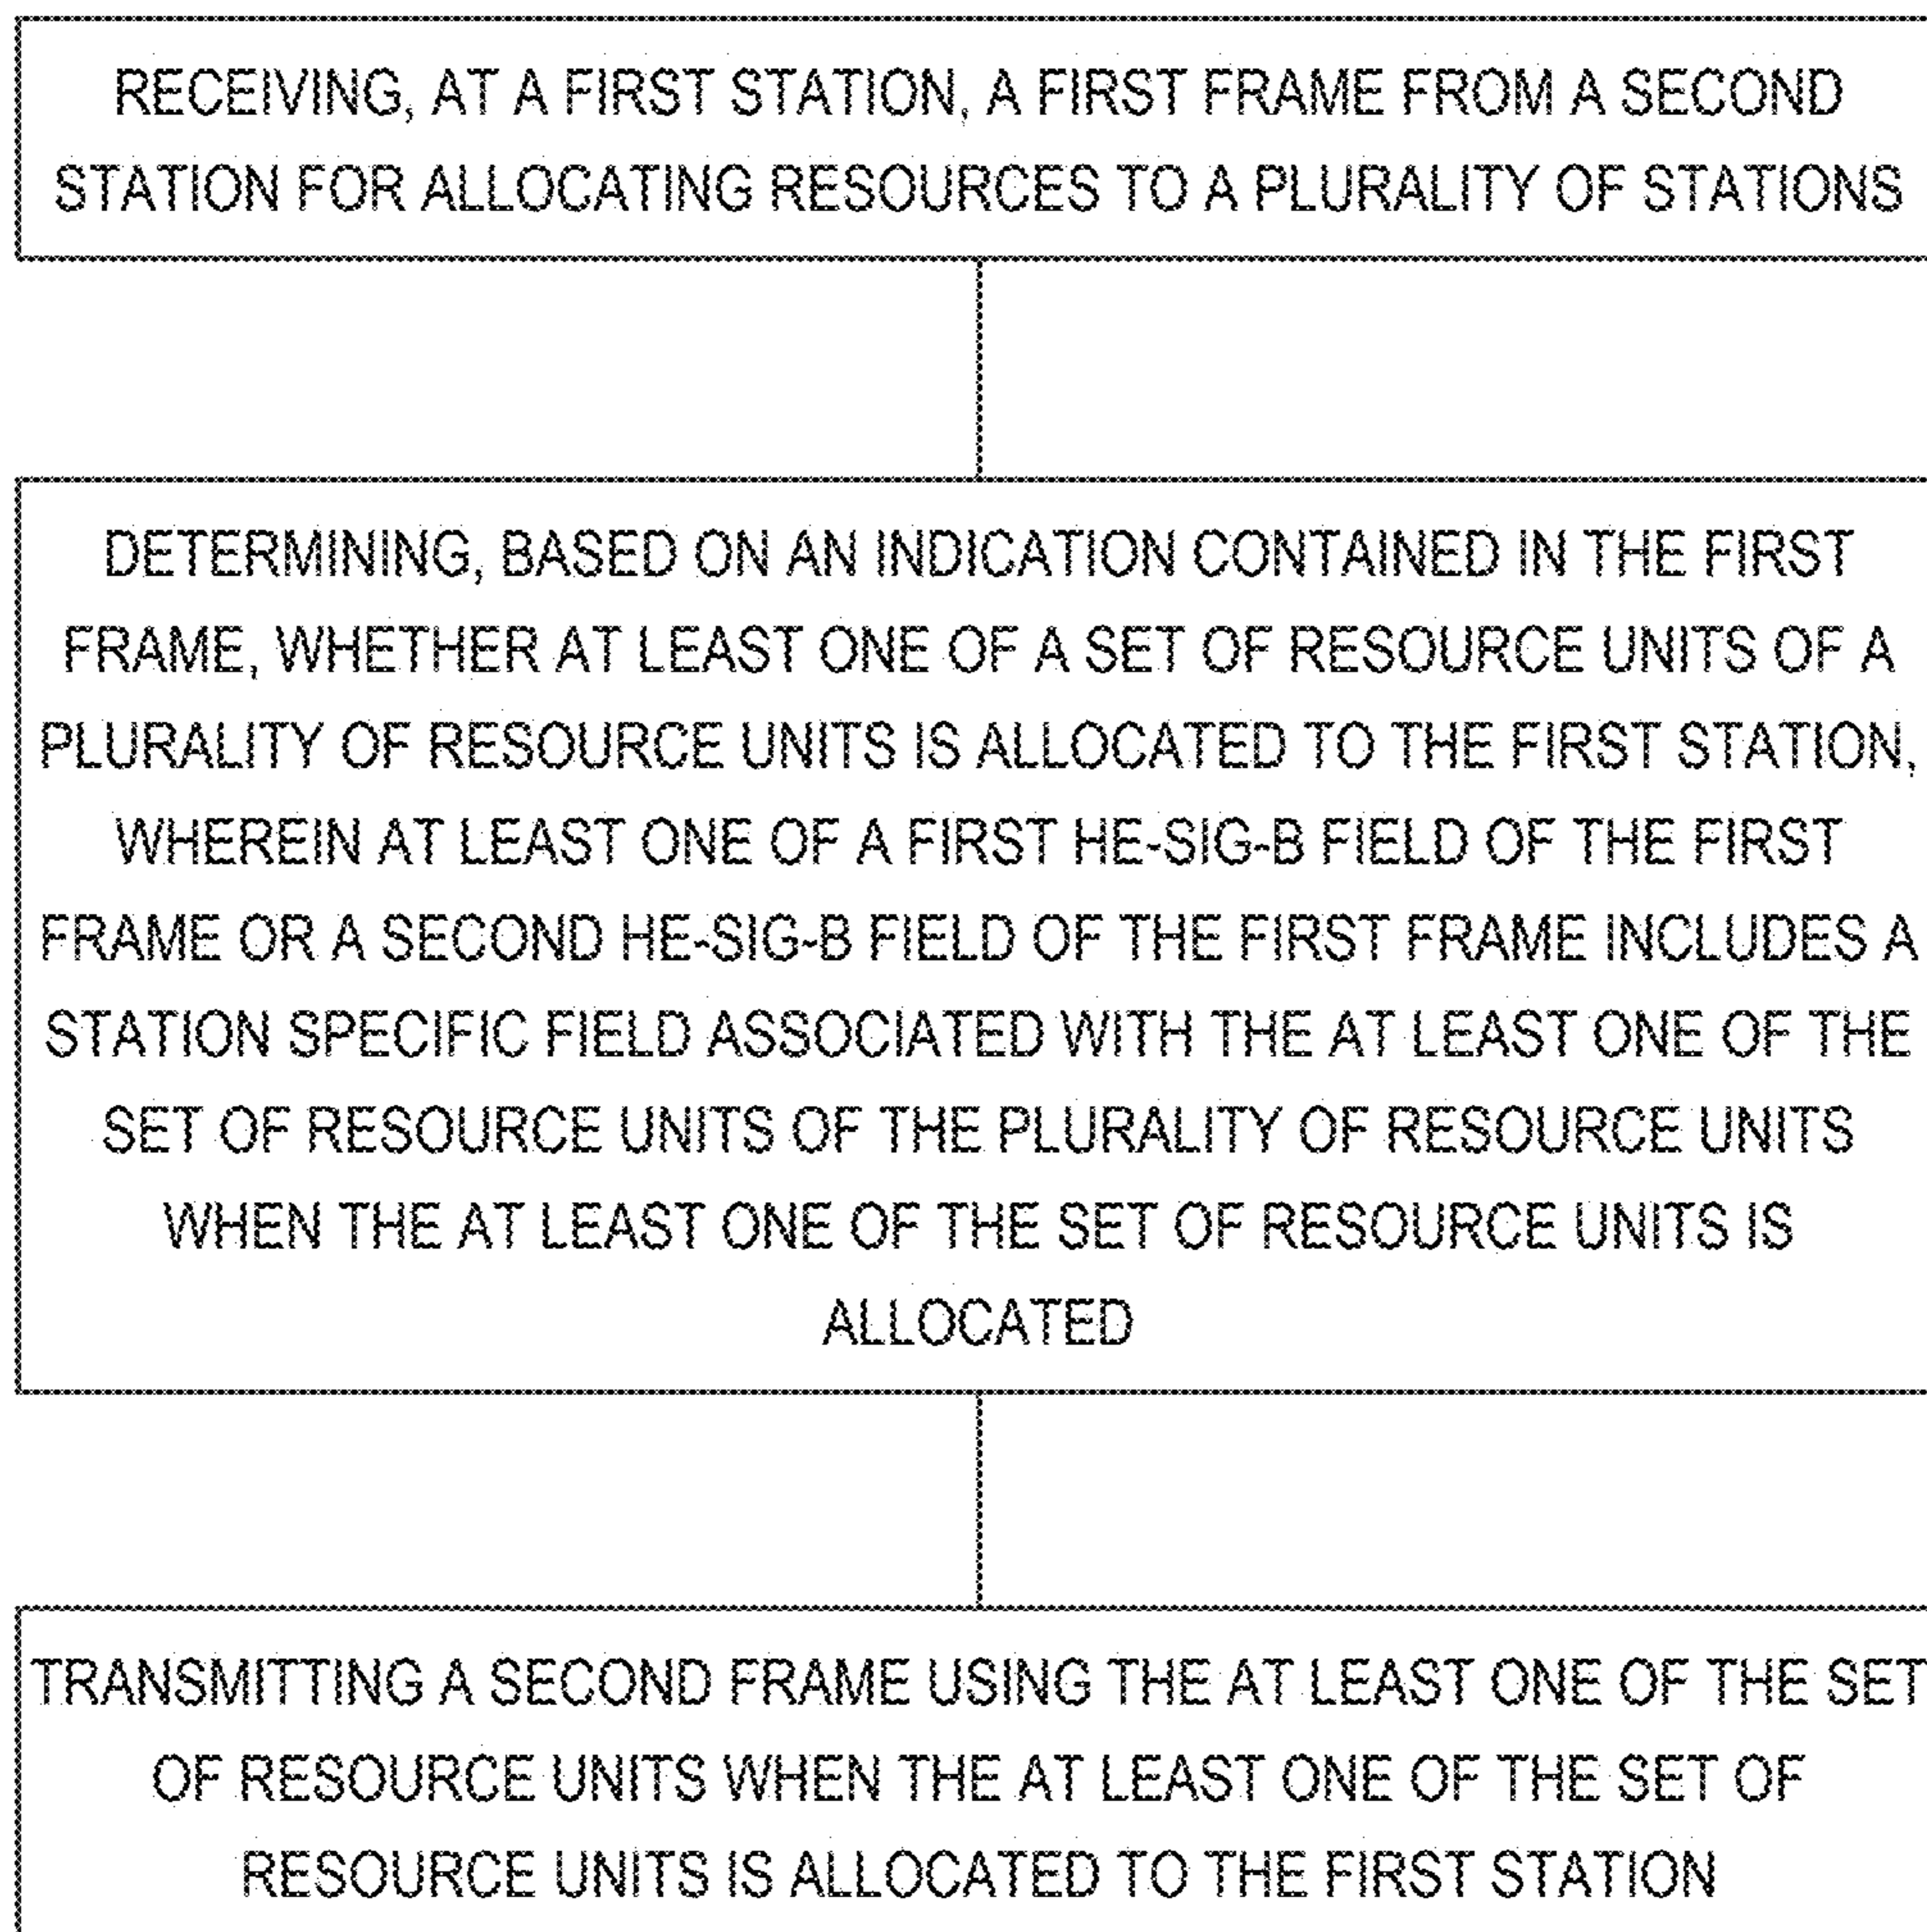 RECEIVING, AT A FIRST STATION, A FIRST FRAME FROM A SECOND
STATION FOR ALLOCATING RESOURCES TO A PLURALITY OF STATIONS
DETERMINING, BASED ON AN INDICATION CONTAINED IN THE FIRST
FRAME, WHETHER AT LEAST ONE OF A SET OF RESOURCE UNITS OF A
PLURALITY OF RESOURCE UNITS IS ALLOCATED TO THE FIRST STATION,
WHEREIN AT LEAST ONE OF A FIRST HE-SIG-B FIELD OF THE FIRST
FRAME OR A SECOND HE-SIG-B FIELD OF THE FIRST FRAME INCLUDES A
STATION SPECIFIC FIELD ASSOCIATED WITH THE AT LEAST ONE OF THE
SET OF RESOURCE UNITS OF THE PLURALITY OF RESOURCE UNITS
WHEN THE AT LEAST ONE OF THE SET OF RESOURCE UNITS IS
ALLOCATED
TRANSMITTING A SECOND FRAME USING THE AT LEAST ONE OF THE SET
OF RESOURCE UNITS WHEN THE AT LEAST ONE OF THE SET OF
RESOURCE UNITS IS ALLOCATED TO THE FIRST STATION